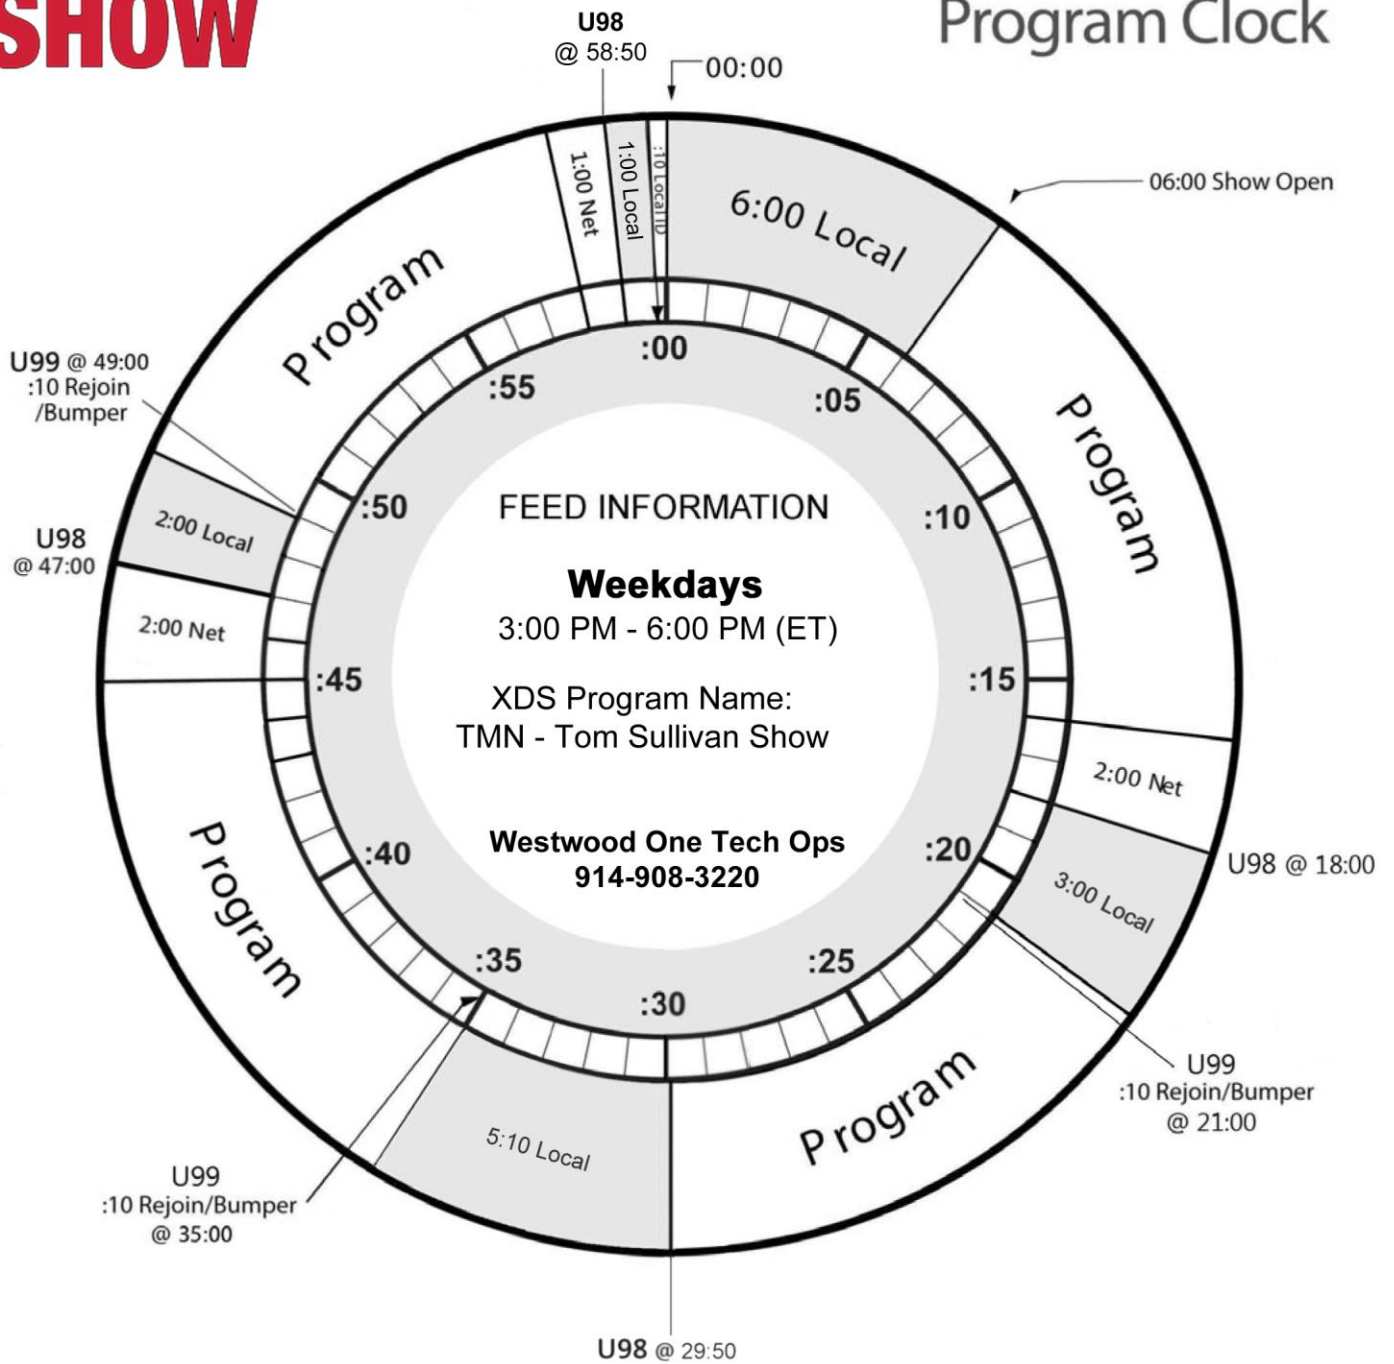 SHOW
Program Clock
U98
@ 58:50
00:00
06:00 Show Open
1:00 Net
1:00 Local
:10 Local ID
6:00 Local
Program
Program
U99 @ 49:00
:10 Rejoin
/Bumper
2:00 Local
U98
@ 47:00
2:00 Net
:00
:05
:10
:15
:20
:25
:30
:35
:40
:45
:50
:55
FEED INFORMATION
Weekdays
3:00 PM - 6:00 PM (ET)
XDS Program Name:
TMN - Tom Sullivan Show
Westwood One Tech Ops
914-908-3220
2:00 Net
U98 @ 18:00
3:00 Local
U99
:10 Rejoin/Bumper
@ 21:00
Program
Program
5:10 Local
U99
:10 Rejoin/Bumper
@ 35:00
U98 @ 29:50